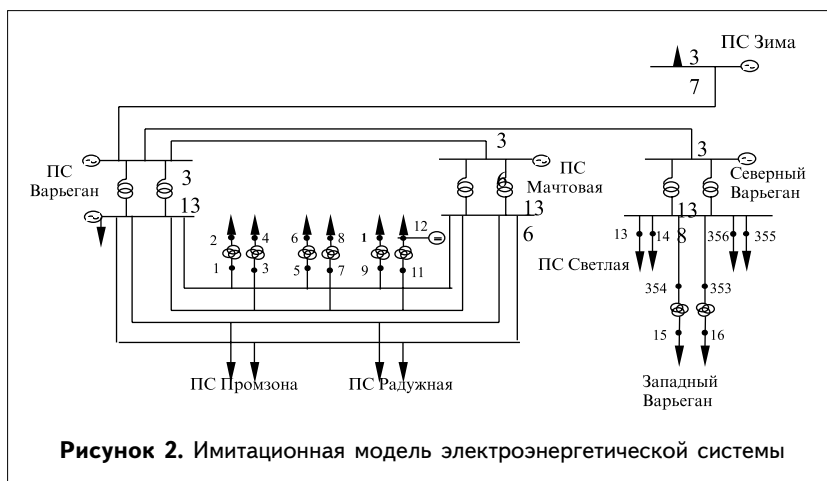 ПС Зима
3
7
3
ПС
Варьеган
3
13
3
6
ПС
Мачтовая
13
6
Северный
Варьеган
13
8
2
4
6
8
1
12
1
3
5
7
9
11
13
14
356
355
ПС Светлая
354
353
15
16
ПС Промзона
ПС Радужная
Западный
Варьеган
Рисунок 2. Имитационная модель электроэнергетической системы